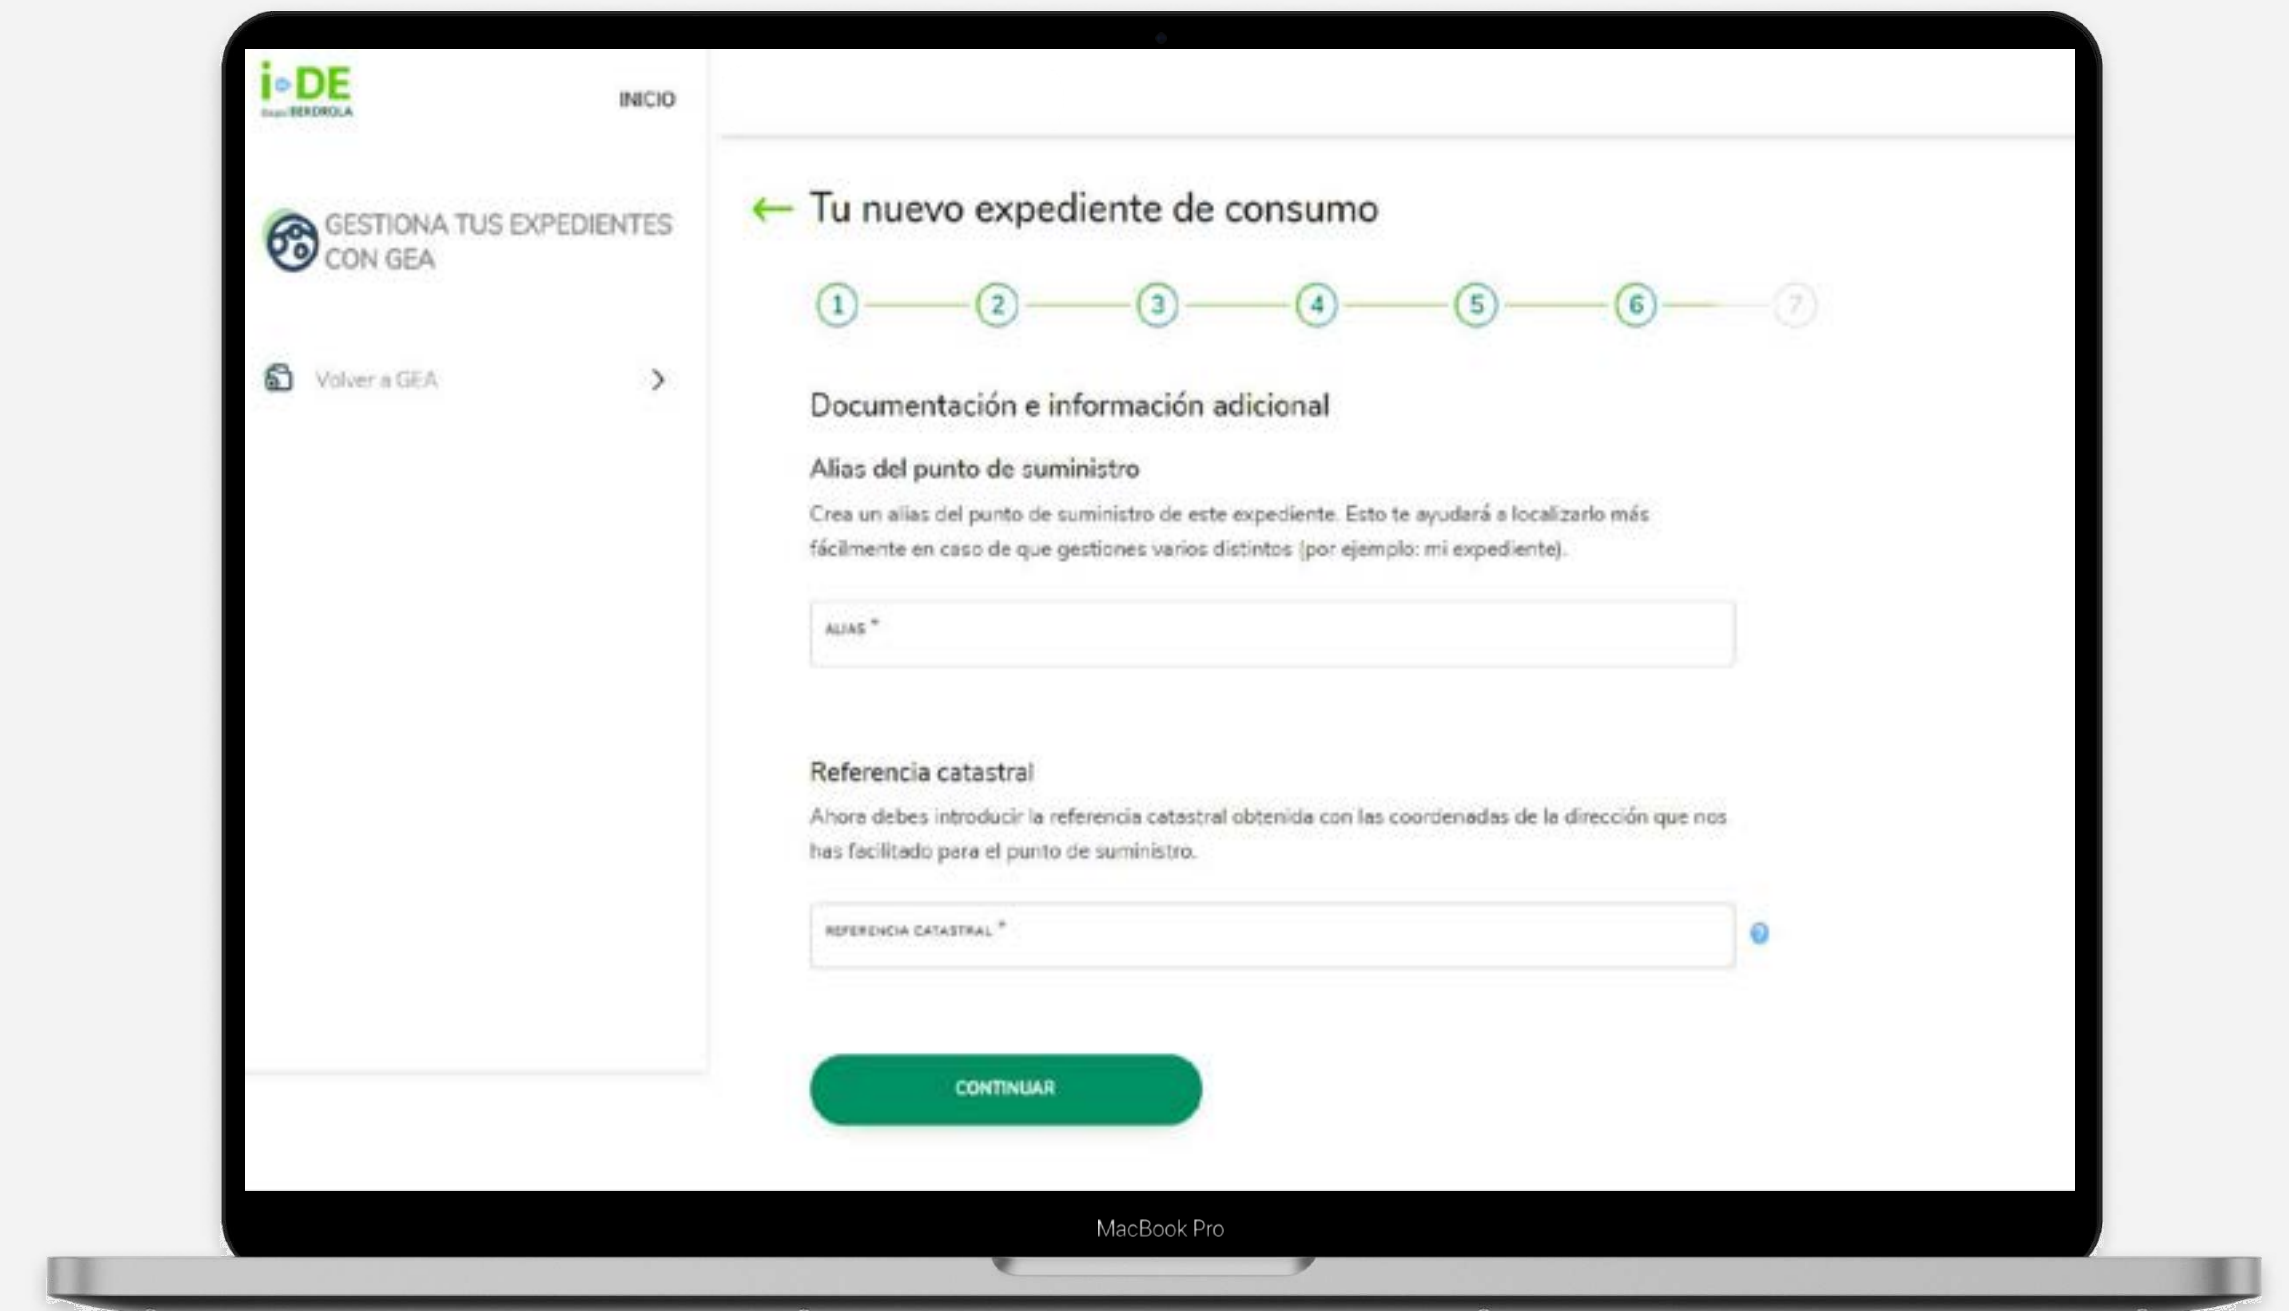 i-DE
Grupo IBERDROLA
INICIO
GESTIONA TUS EXPEDIENTES
CON GEA
Volver a GEA
Tu nuevo expediente de consumo
1 2 3 4 5 6 7
Documentación e información adicional
Alias del punto de suministro
Crea un alias del punto de suministro de este expediente. Esto te ayudará a localizarlo más
fácilmente en caso de que gestiones varios distintos (por ejemplo: mi expediente).
ALIAS *
Referencia catastral
Ahora debes introducir la referencia catastral obtenida con las coordenadas de la dirección que nos
has facilitado para el punto de suministro.
REFERENCIA CATASTRAL *
?
CONTINUAR
MacBook Pro